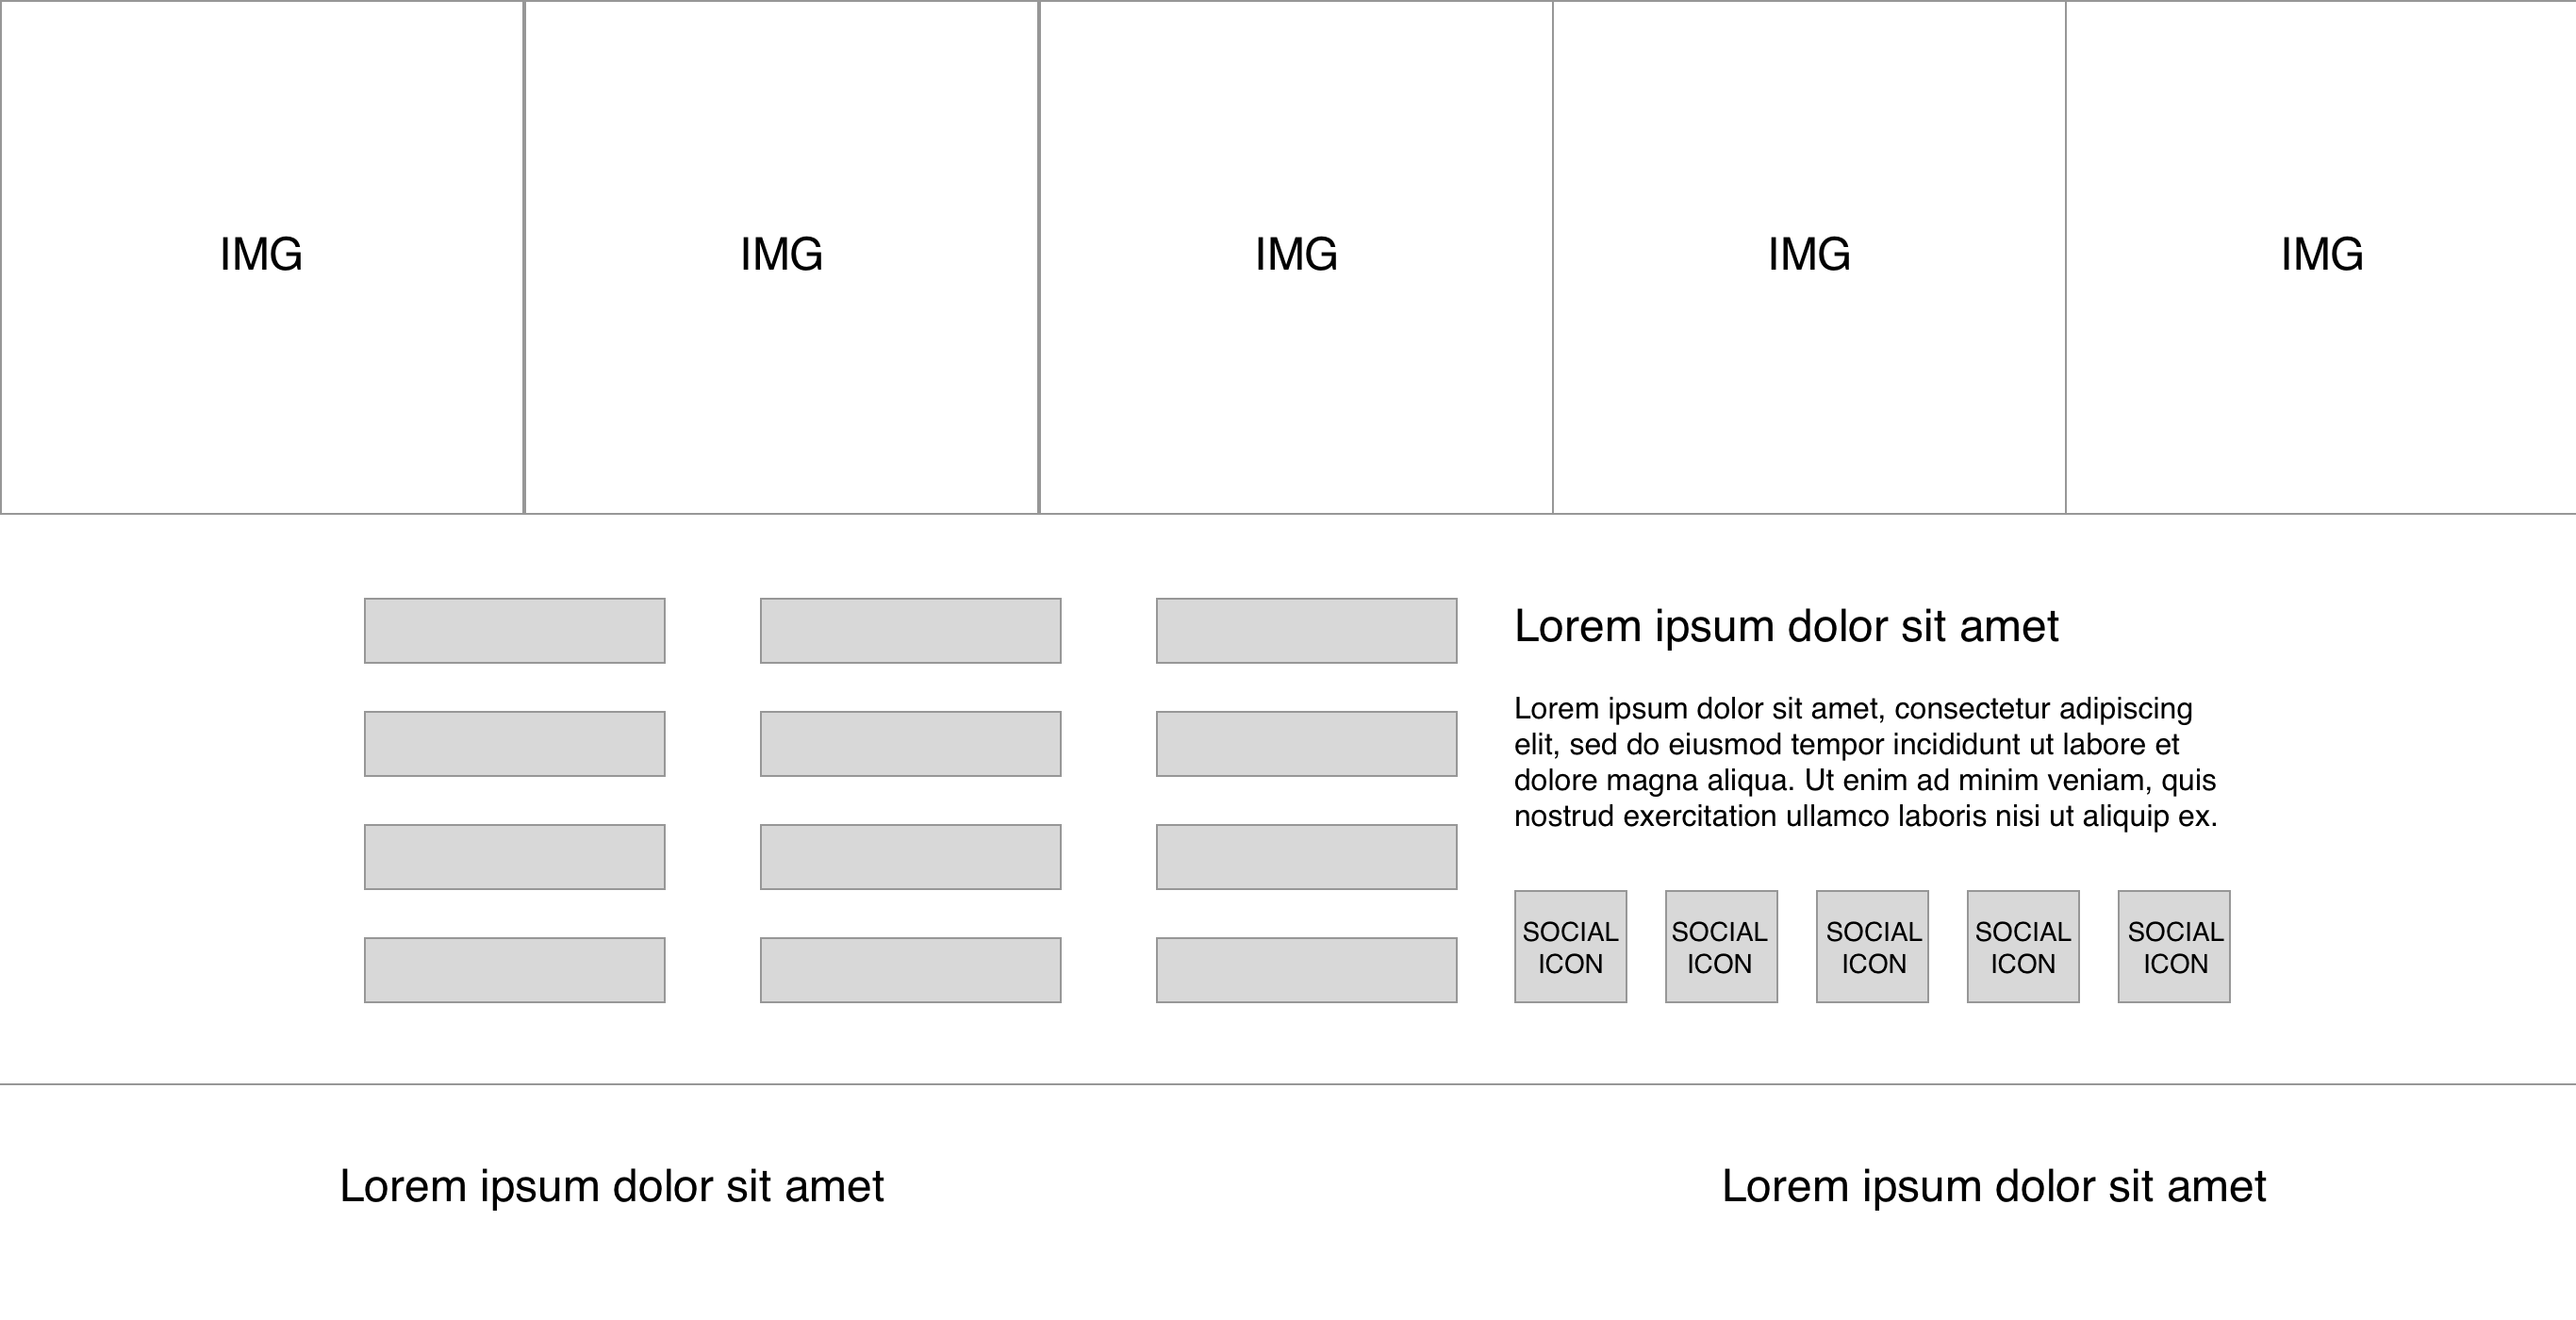 IMG
IMG
IMG
IMG
IMG
Lorem ipsum dolor sit amet
Lorem ipsum dolor sit amet, consectetur adipiscing
elit, sed do eiusmod tempor incididunt ut labore et
dolore magna aliqua. Ut enim ad minim veniam, quis
nostrud exercitation ullamco laboris nisi ut aliquip ex.
SOCIAL
ICON
SOCIAL
ICON
SOCIAL
ICON
SOCIAL
ICON
SOCIAL
ICON
Lorem ipsum dolor sit amet
Lorem ipsum dolor sit amet